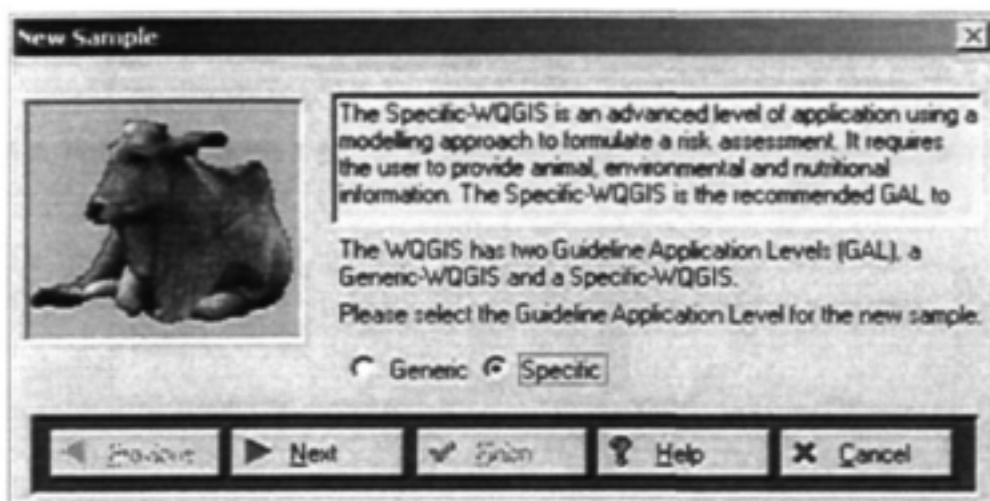 New Sample
The Specific-WQGIS is an advanced level of application using a
modelling approach to formulate a risk assessment. It requires
the user to provide animal, environmental and nutritional
information. The Specific-WQGIS is the recommended GAL to
The WQGIS has two Guideline Application Levels (GAL), a
Generic-WQGIS and a Specific-WQGIS.
Please select the Guideline Application Level for the new sample.
Generic Specific
Previous Next Finish Help Cancel